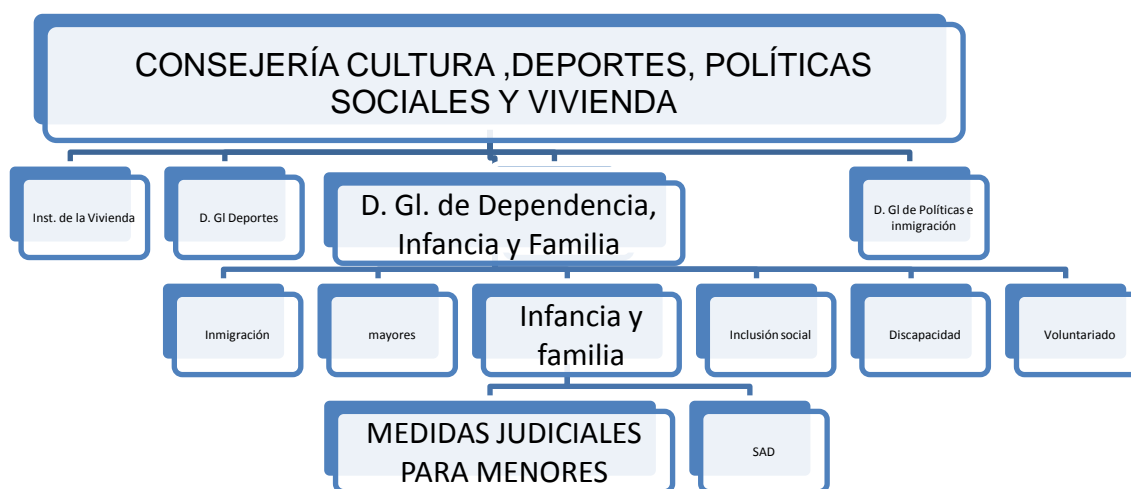 CONSEJERÍA CULTURA ,DEPORTES, POLÍTICAS
SOCIALES Y VIVIENDA
Inst. de la Vivienda
D. Gl Deportes
D. Gl. de Dependencia,
Infancia y Familia
D. Gl de Políticas e
inmigración
Inmigración
mayores
Infancia y
familia
Inclusión social
Discapacidad
Voluntariado
MEDIDAS JUDICIALES
PARA MENORES
SAD